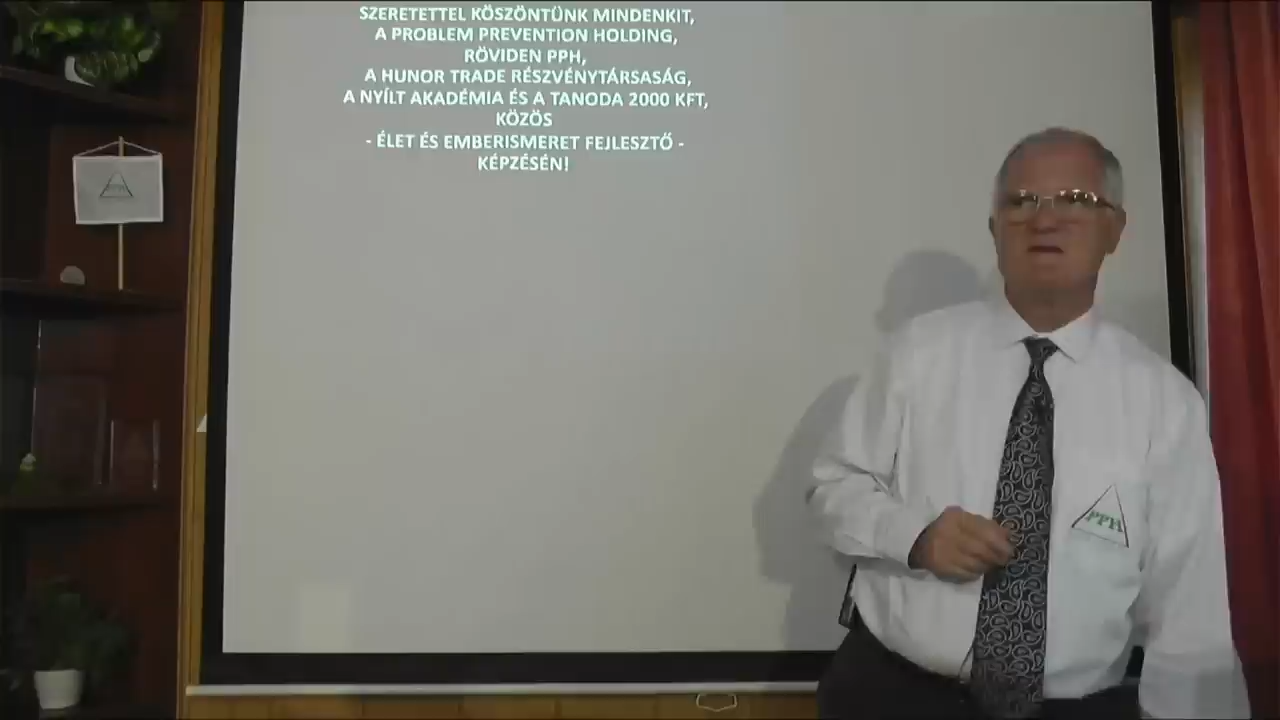 SZERETETTEL KÖSZÖNTÜNK MINDENKIT,
A PROBLEM PREVENTION HOLDING,
RÖVIDEN PPH,
A HUNOR TRADE RÉSZVÉNYTÁRSASÁG,
A NYÍLT AKADÉMIA ÉS A TANODA 2000 KFT,
KÖZÖS
- ÉLET ÉS EMBERISMERET FEJLESZTŐ -
KÉPZÉSÉN!
PPH
PPH